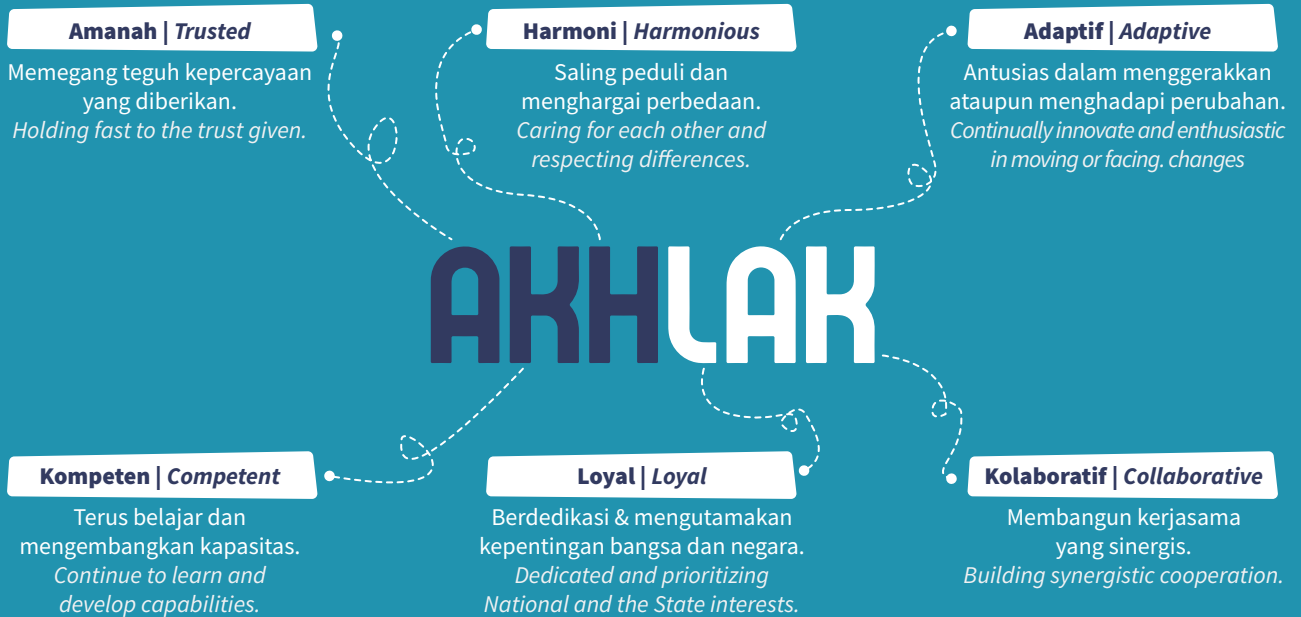 Amanah | Trusted
Memegang teguh kepercayaan
yang diberikan.
Holding fast to the trust given.
Harmoni | Harmonious
Saling peduli dan
menghargai perbedaan.
Caring for each other and
respecting differences.
Adaptif | Adaptive
Antusias dalam menggerakkan
ataupun menghadapi perubahan.
Continually innovate and enthusiastic
in moving or facing. changes
AKHLAK
Kompeten | Competent
Terus belajar dan
mengembangkan kapasitas.
Continue to learn and
develop capabilities.
Loyal | Loyal
Berdedikasi & mengutamakan
kepentingan bangsa dan negara.
Dedicated and prioritizing
National and the State interests.
Kolaboratif | Collaborative
Membangun kerjasama
yang sinergis.
Building synergistic cooperation.